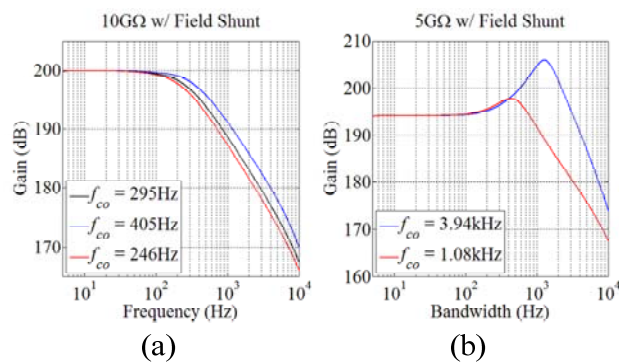 10GΩ w/ Field Shunt
200
190
180
170
Gain (dB)
f_co = 295Hz
f_co = 405Hz
f_co = 246Hz
10^1
10^2
10^3
10^4
Frequency (Hz)
(a)
5GΩ w/ Field Shunt
210
200
190
180
170
160
Gain (dB)
f_co = 3.94kHz
f_co = 1.08kHz
10^1
10^2
10^3
10^4
Bandwidth (Hz)
(b)